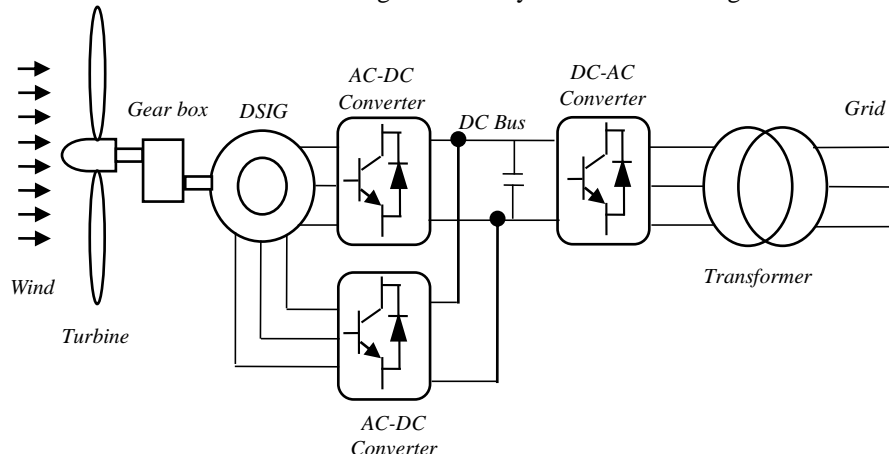 AC-DC
Converter
DC-AC
Converter
Gear box
DSIG
DC Bus
Grid
Wind
Turbine
Transformer
AC-DC
Converter